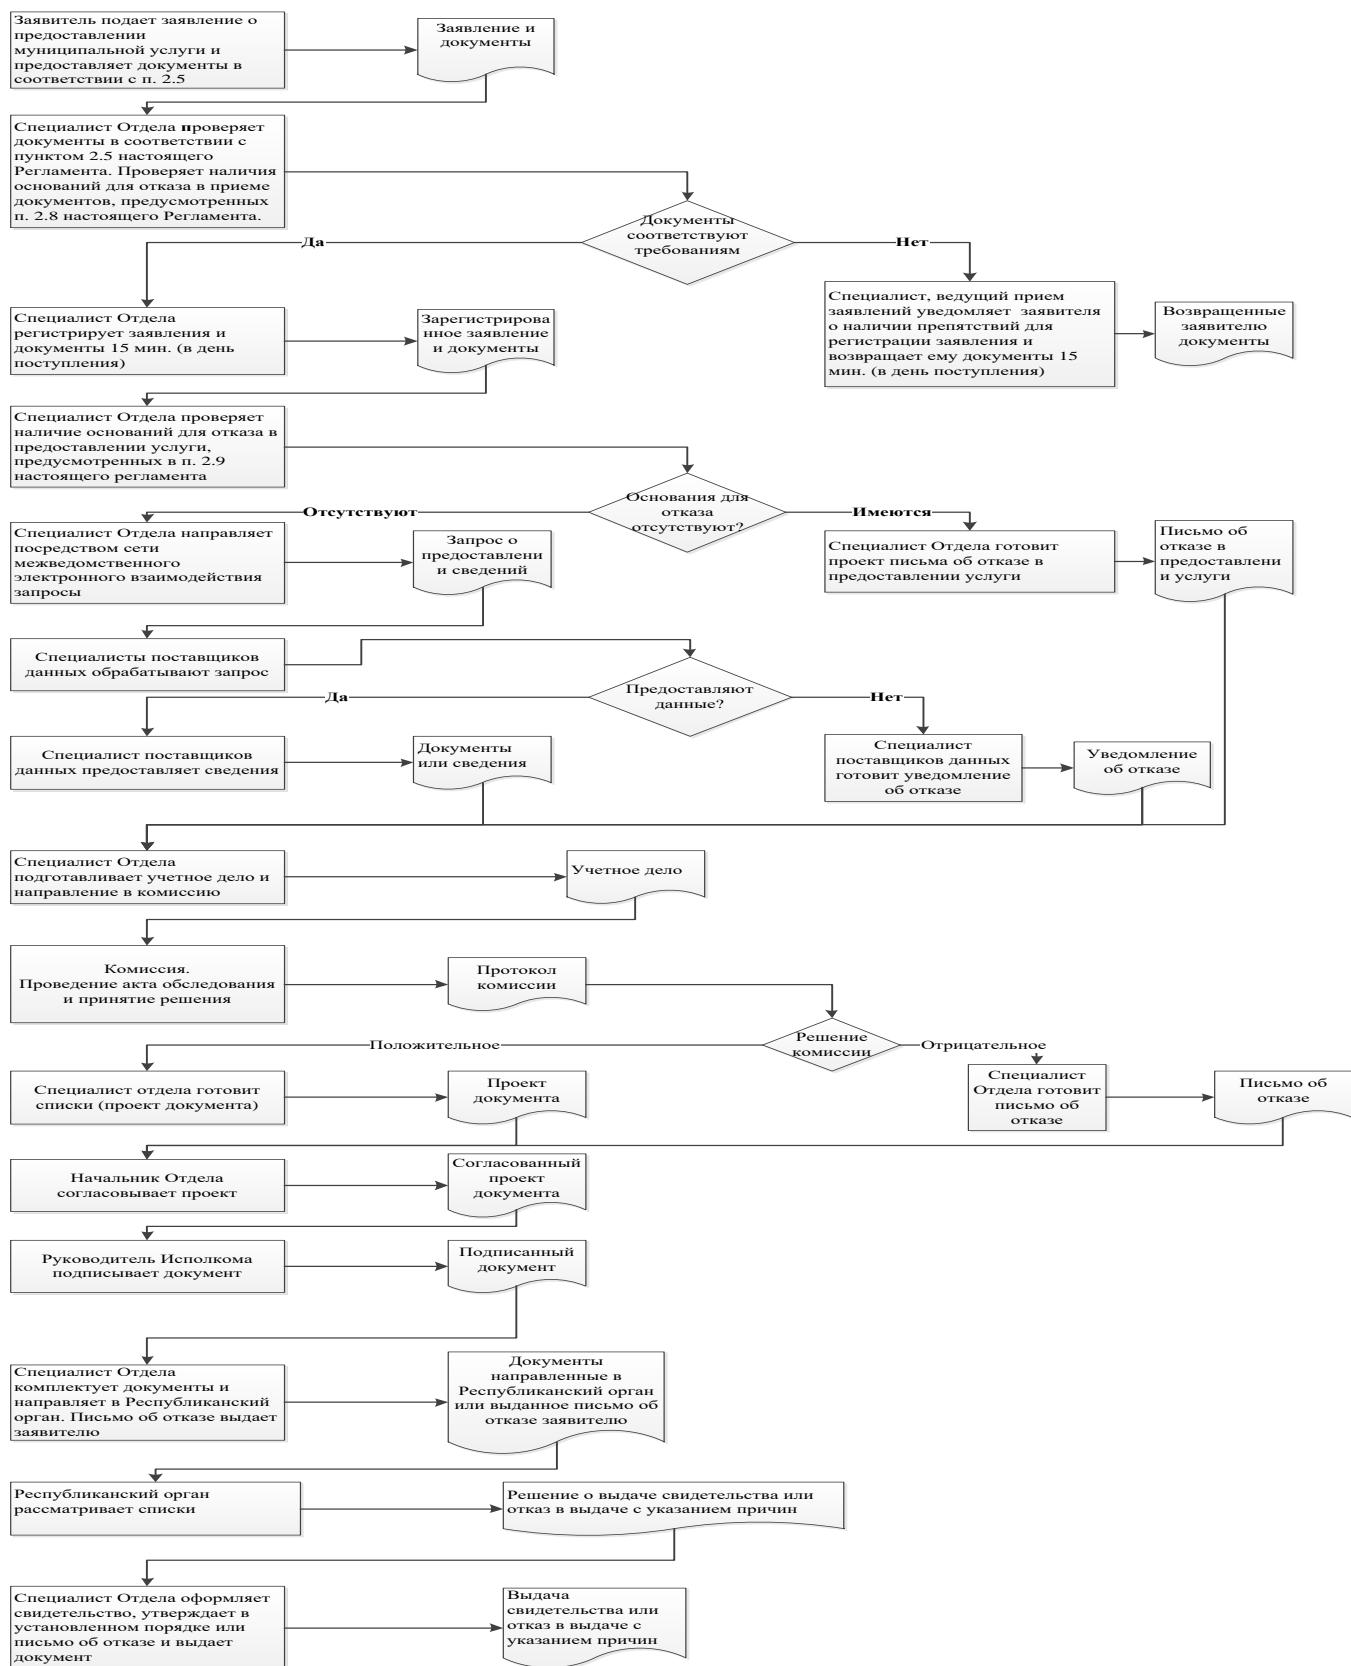 Заявитель подает заявление о
предоставлении
муниципальной услуги и
предоставляет документы в
соответствии с п. 2.5
Заявление и
документы
Специалист Отдела проверяет
документы в соответствии с
пунктом 2.5 настоящего
Регламента. Проверяет наличия
оснований для отказа в приеме
документов, предусмотренных
п. 2.8 настоящего Регламента.
Документы
соответствуют
требованиям
Да
Нет
Специалист Отдела
регистрирует заявления и
документы 15 мин. (в день
поступления)
Зарегистрирова
нное заявление
и документы
Специалист, ведущий прием
заявлений уведомляет заявителя
о наличии препятствий для
регистрации заявления и
возвращает ему документы 15
мин. (в день поступления)
Возвращенные
заявителю
документы
Специалист Отдела проверяет
наличие оснований для отказа в
предоставлении услуги,
предусмотренных в п. 2.9
настоящего регламента
Основания для
отказа
отсутствуют?
Отсутствуют
Имеются
Специалист Отдела направляет
посредством сети
межведомственного
электронного взаимодействия
запросы
Запрос о
предоставлени
и сведений
Специалист Отдела готовит
проект письма об отказе в
предоставлении услуги
Письмо об
отказе в
предоставлени
и услуги
Специалисты поставщиков
данных обрабатывают запрос
Предоставляют
данные?
Да
Нет
Специалист поставщиков
данных предоставляет сведения
Документы
или сведения
Специалист
поставщиков данных
готовит уведомление
об отказе
Уведомление
об отказе
Специалист Отдела
подготавливает учетное дело и
направление в комиссию
Учетное дело
Комиссия.
Проведение акта обследования
и принятие решения
Протокол
комиссии
Решение
комиссии
Положительное
Отрицательное
Специалист отдела готовит
списки (проект документа)
Проект
документа
Специалист
Отдела готовит
письмо об
отказе
Письмо об
отказе
Начальник Отдела
согласовывает проект
Согласованный
проект
документа
Руководитель Исполкома
подписывает документ
Подписанный
документ
Специалист Отдела
комплектует документы и
направляет в Республиканский
орган. Письмо об отказе выдает
заявителю
Документы
направленные в
Республиканский орган
или выданное письмо об
отказе заявителю
Республиканский орган
рассматривает списки
Решение о выдаче свидетельства или
отказ в выдаче с указанием причин
Специалист Отдела оформляет
свидетельство, утверждает в
установленном порядке или
письмо об отказе и выдает
документ
Выдача
свидетельства или
отказ в выдаче с
указанием причин